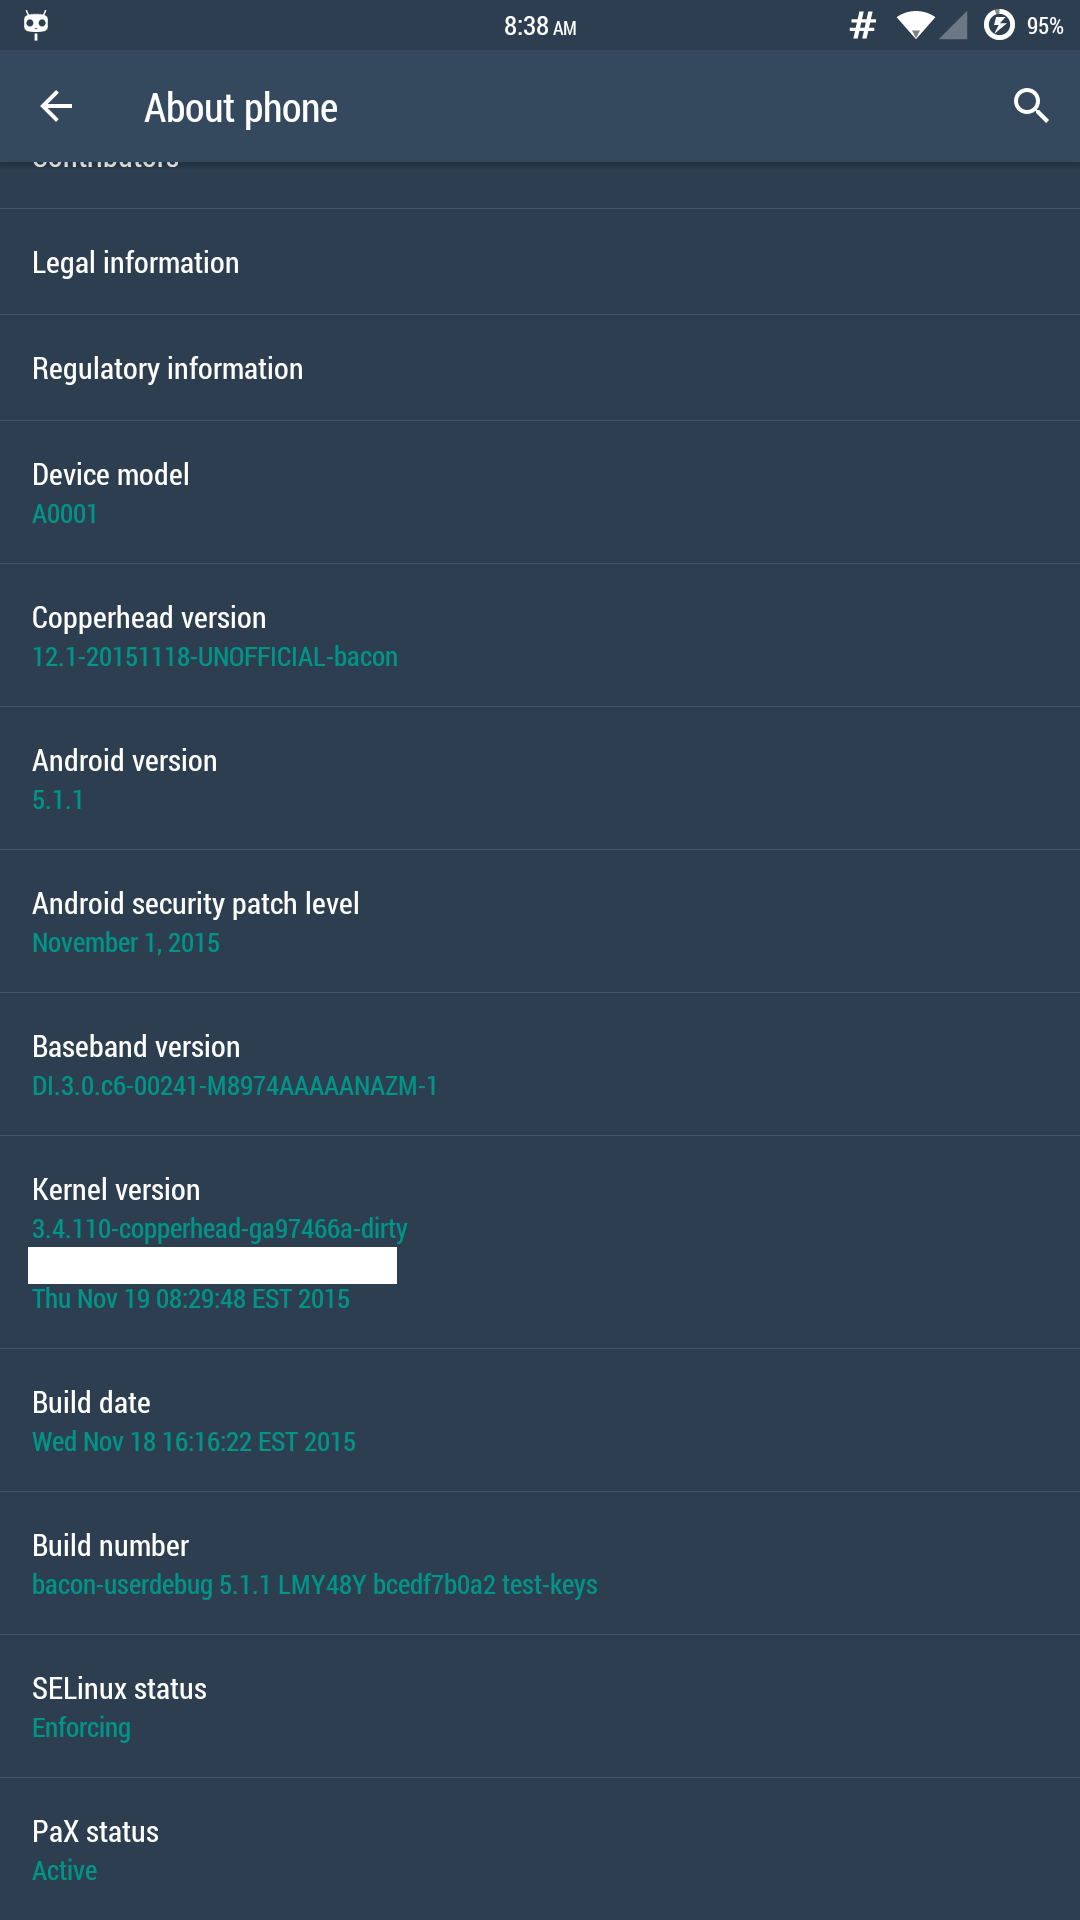 8:38 AM
# 95%
About phone
Contributors
Legal information
Regulatory information
Device model
A0001
Copperhead version
12.1-20151118-UNOFFICIAL-bacon
Android version
5.1.1
Android security patch level
November 1, 2015
Baseband version
DI.3.0.c6-00241-M8974AAAAANAZM-1
Kernel version
3.4.110-copperhead-ga97466a-dirty
Thu Nov 19 08:29:48 EST 2015
Build date
Wed Nov 18 16:16:22 EST 2015
Build number
bacon-userdebug 5.1.1 LMY48Y bcedf7b0a2 test-keys
SELinux status
Enforcing
PaX status
Active